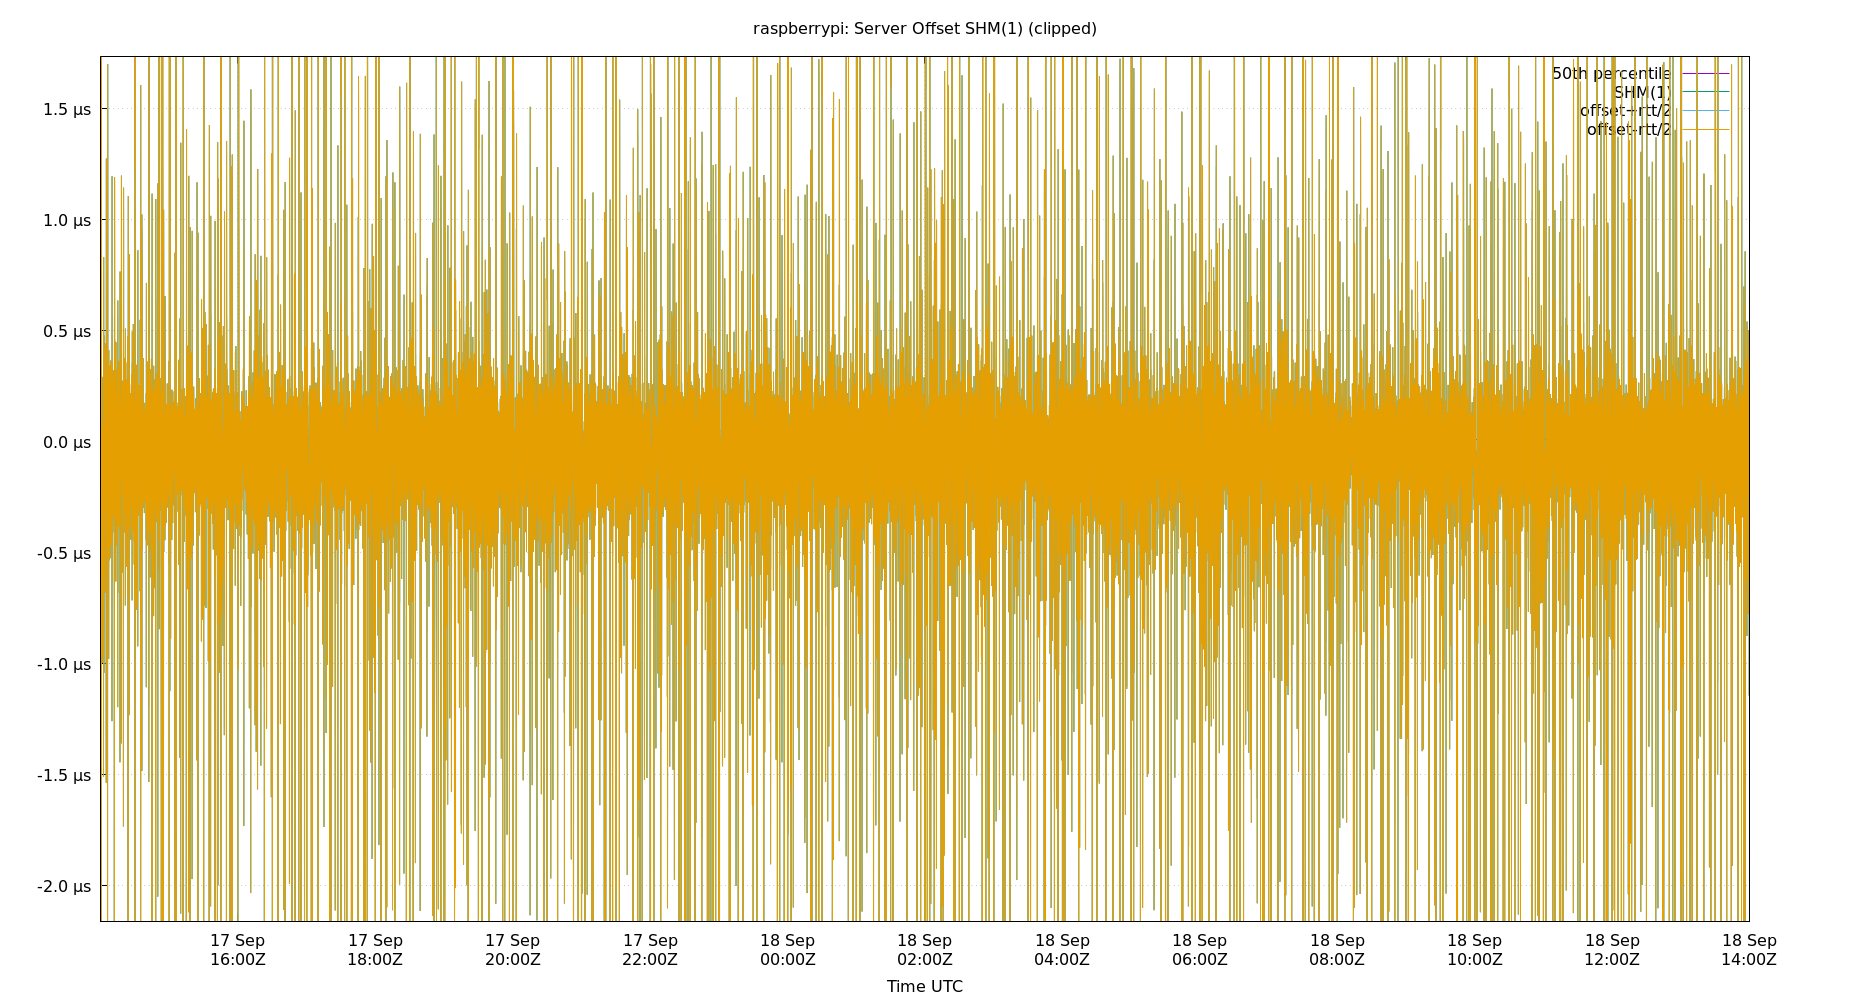 raspberrypi: Server Offset SHM(1) (clipped)
50th percentile
SHM(1)
offset+rtt/2
offset-rtt/2
1.5 µs
1.0 µs
0.5 µs
0.0 µs
-0.5 µs
-1.0 µs
-1.5 µs
-2.0 µs
17 Sep 17 Sep 17 Sep 17 Sep 18 Sep 18 Sep 18 Sep 18 Sep 18 Sep 18 Sep 18 Sep 18 Sep
16:00Z 18:00Z 20:00Z 22:00Z 00:00Z 02:00Z 04:00Z 06:00Z 08:00Z 10:00Z 12:00Z 14:00Z
Time UTC